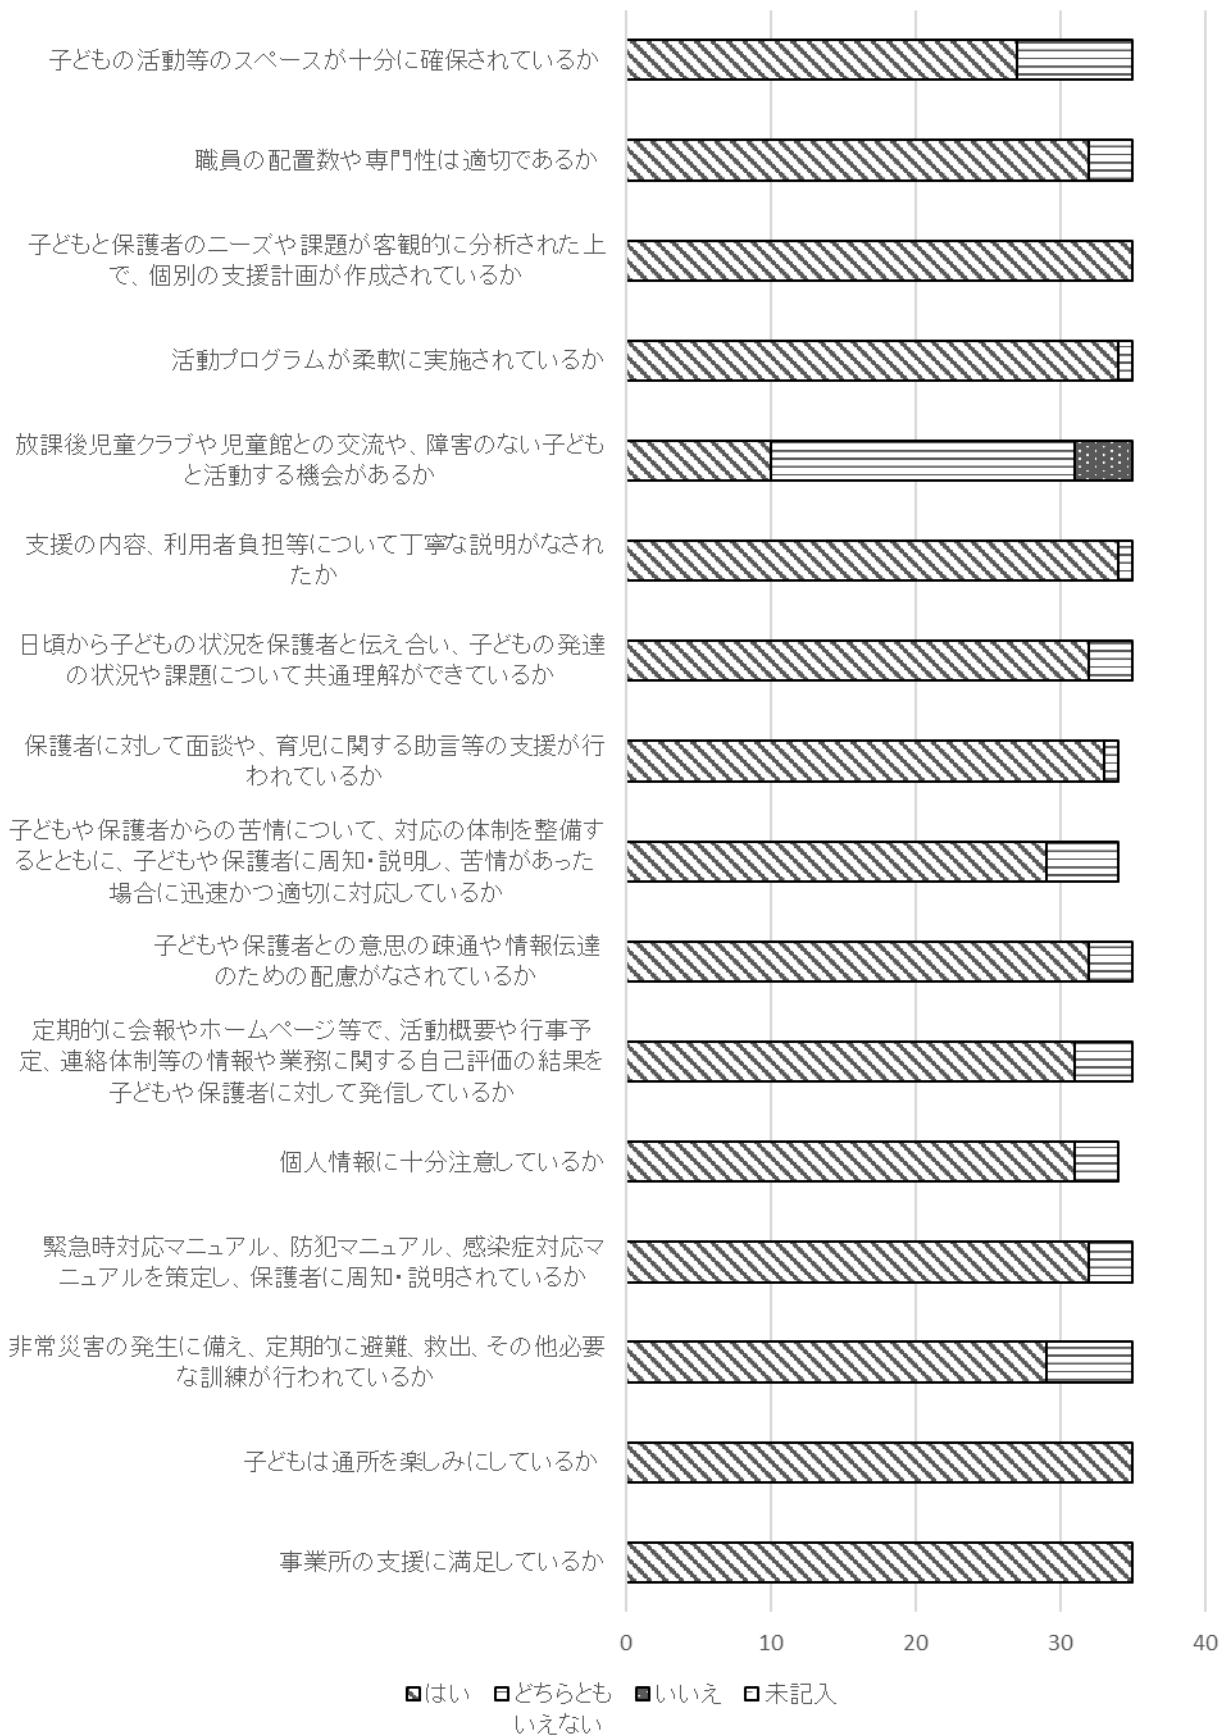 子どもの活動等のスペースが十分に確保されているか
職員の配置数や専門性は適切であるか
子どもと保護者のニーズや課題が客観的に分析された上
で、個別の支援計画が作成されているか
活動プログラムが柔軟に実施されているか
放課後児童クラブや児童館との交流や、障害のない子ども
と活動する機会があるか
支援の内容、利用者負担等について丁寧な説明がなされ
たか
日頃から子どもの状況を保護者と伝え合い、子どもの発達
の状況や課題について共通理解ができているか
保護者に対して面談や、育児に関する助言等の支援が行
われているか
子どもや保護者からの苦情について、対応の体制を整備す
るとともに、子どもや保護者に周知・説明し、苦情があった
場合に迅速かつ適切に対応しているか
子どもや保護者との意思の疎通や情報伝達
のための配慮がなされているか
定期的に会報やホームページ等で、活動概要や行事予
定、連絡体制等の情報や業務に関する自己評価の結果を
子どもや保護者に対して発信しているか
個人情報に十分注意しているか
緊急時対応マニュアル、防犯マニュアル、感染症対応マ
ニュアルを策定し、保護者に周知・説明されているか
非常災害の発生に備え、定期的に避難、救出、その他必要
な訓練が行われているか
子どもは通所を楽しみにしているか
事業所の支援に満足しているか
0 10 20 30 40
はい どちらとも いいえ 未記入
いえない